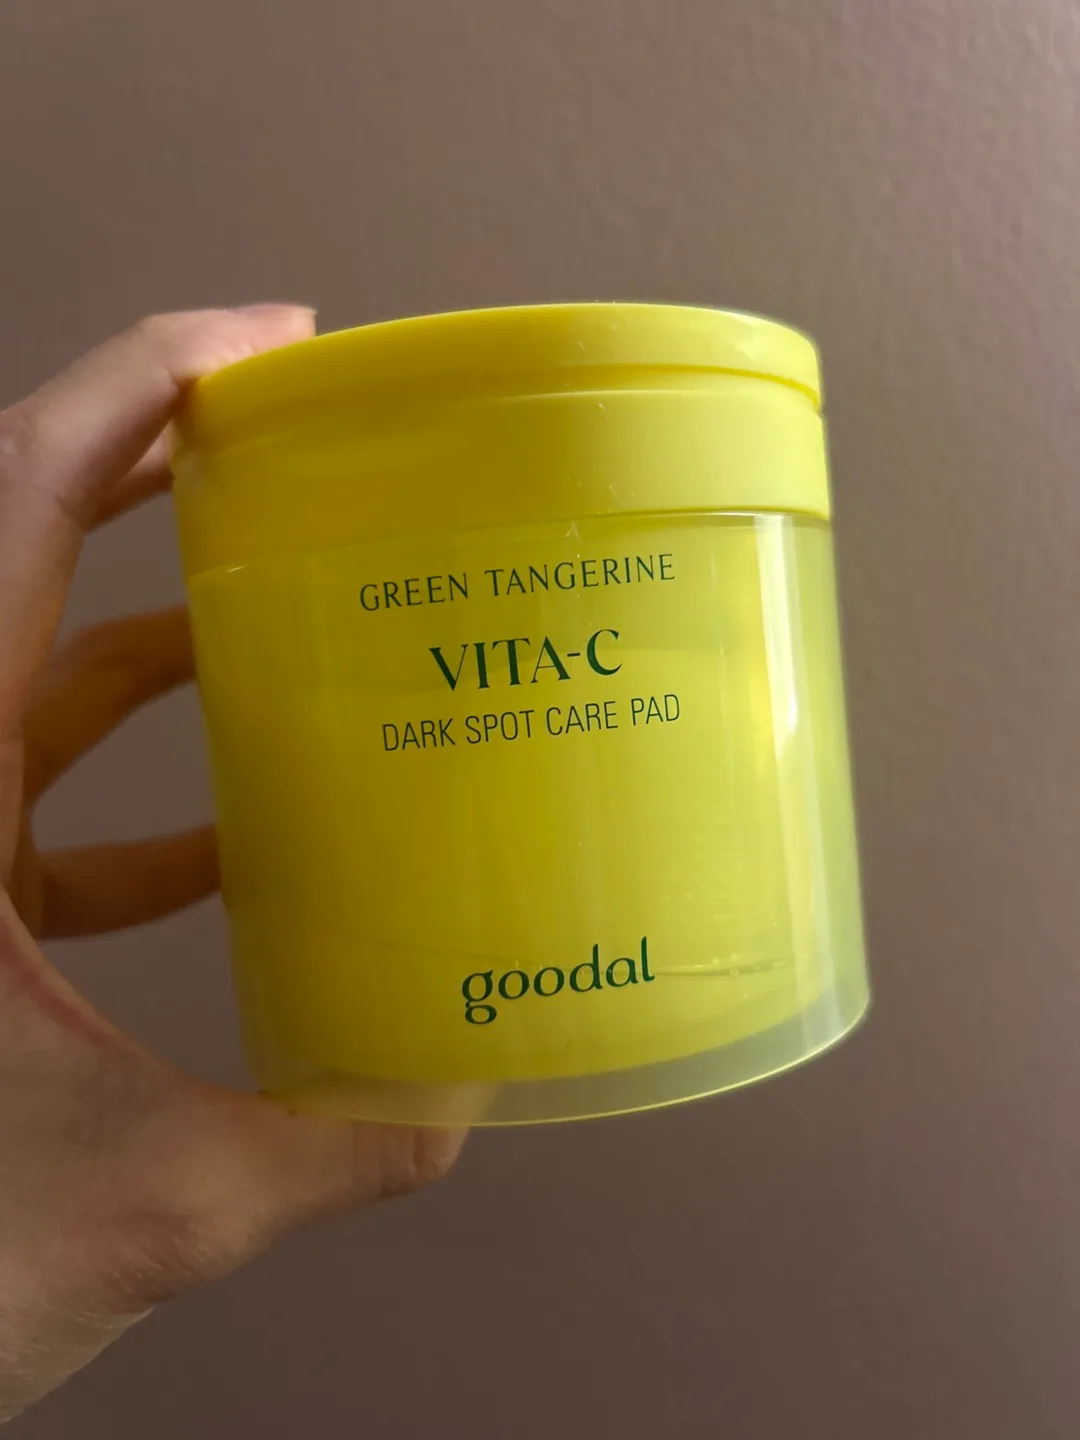 GREEN TANGERINE
VITA-C
DARK SPOT CARE PAD
goodal